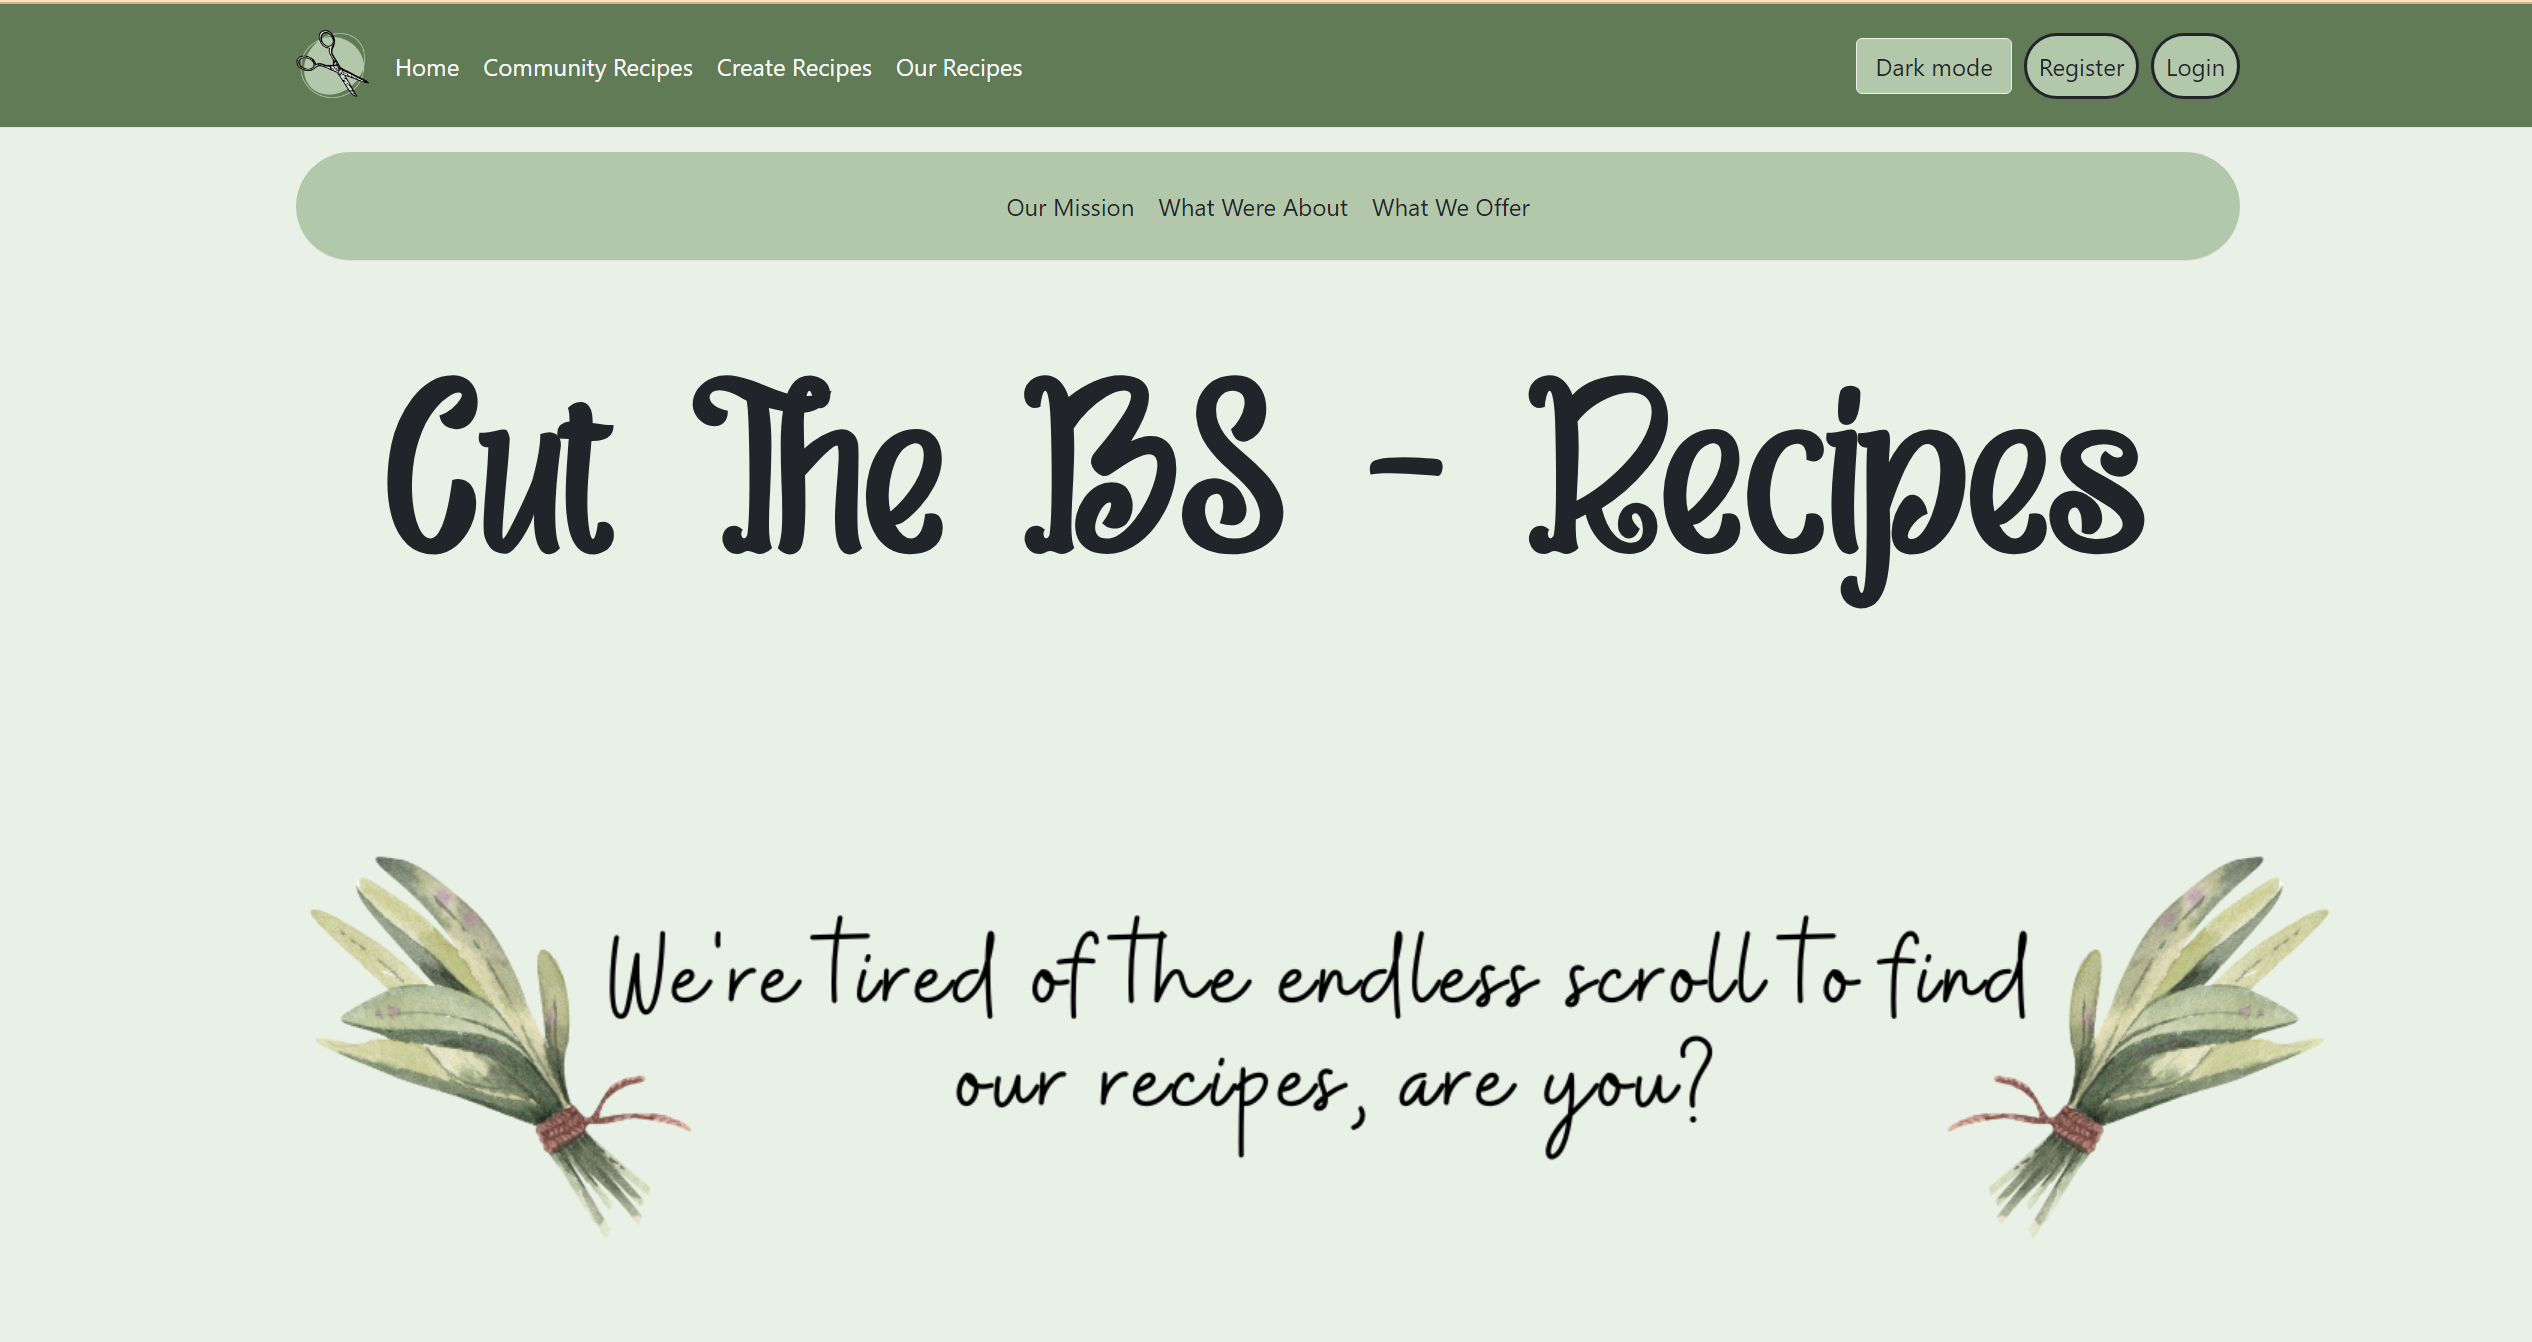 Home Community Recipes Create Recipes Our Recipes Dark mode Register Login
Our Mission What Were About What We Offer
Cut The BS - Recipes
We're tired of the endless scroll to find
our recipes, are you?